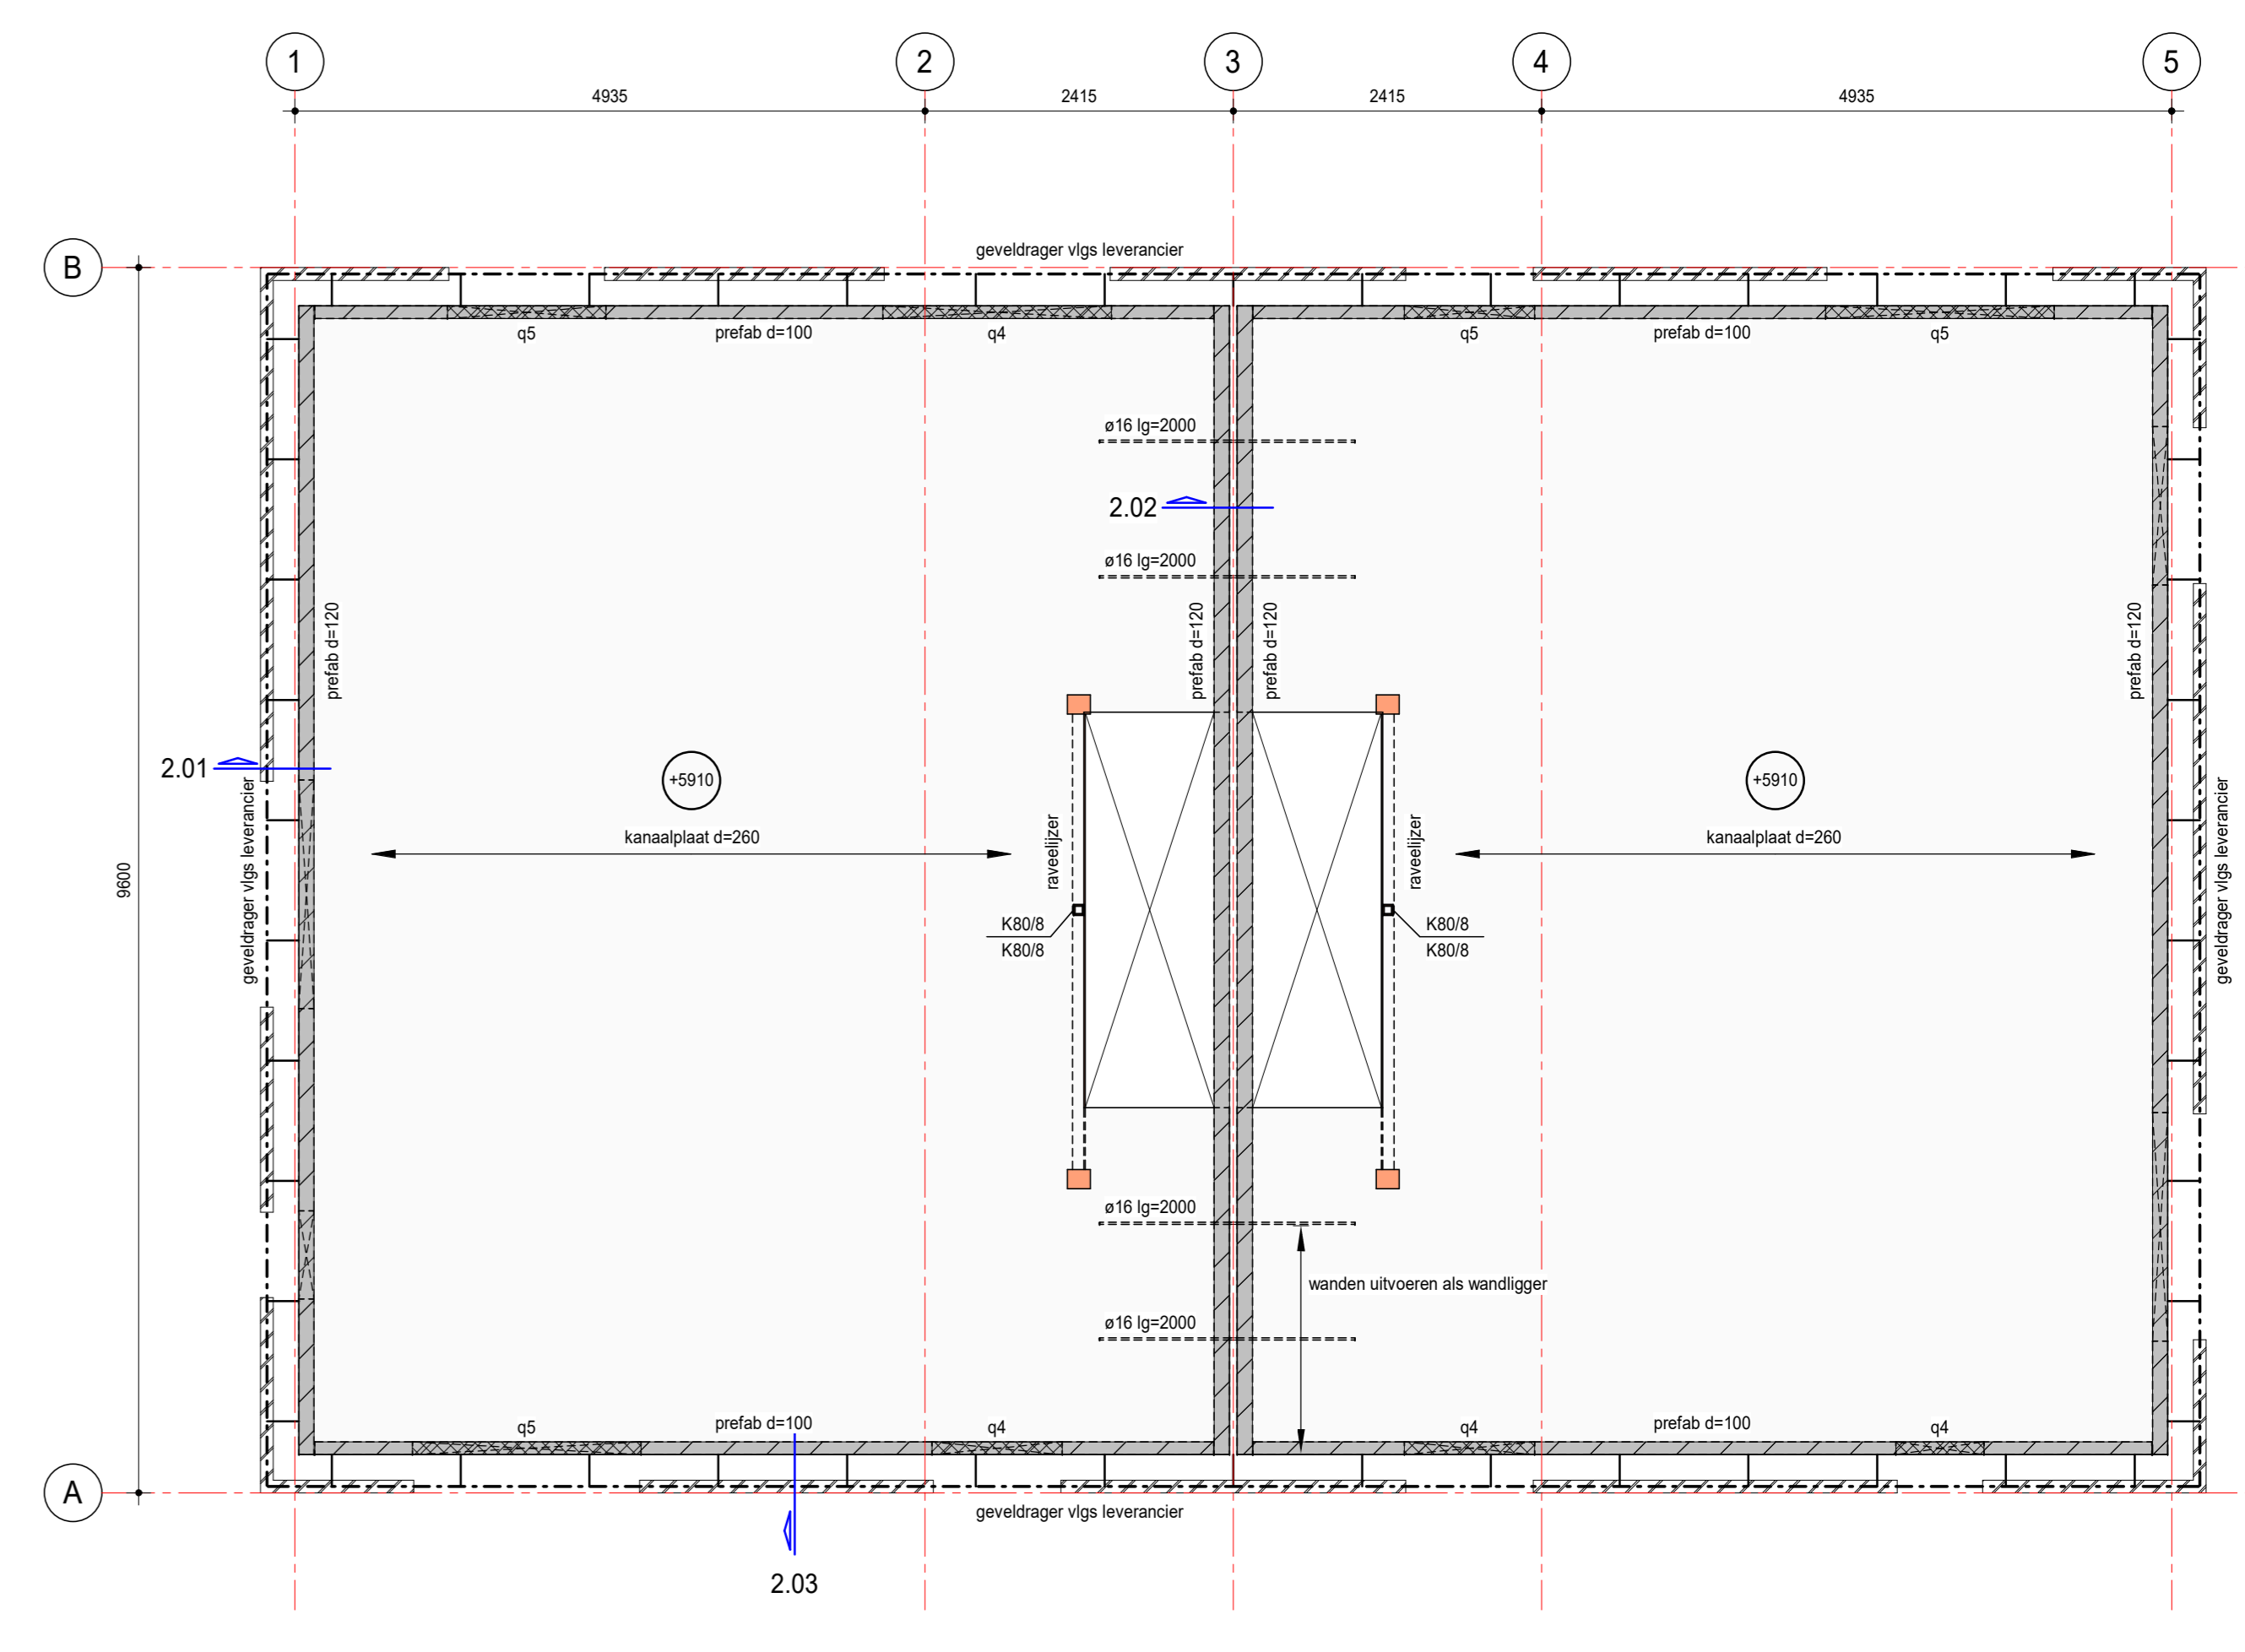 1
2
3
4
5
4935
2415
2415
4935
B
geveldrager vlgs leverancier
q5
prefab d=100
q4
q5
prefab d=100
q5
ø16 lg=2000
2.02
ø16 lg=2000
prefab d=120
prefab d=120
prefab d=120
prefab d=120
2.01
+5910
+5910
geveldrager vlgs leverancier
kanaalplaat d=260
raveelijzer
raveelijzer
kanaalplaat d=260
geveldrager vlgs leverancier
9600
K80/8
K80/8
K80/8
K80/8
ø16 lg=2000
wanden uitvoeren als wandligger
ø16 lg=2000
q5
prefab d=100
q4
q4
prefab d=100
q4
A
geveldrager vlgs leverancier
2.03